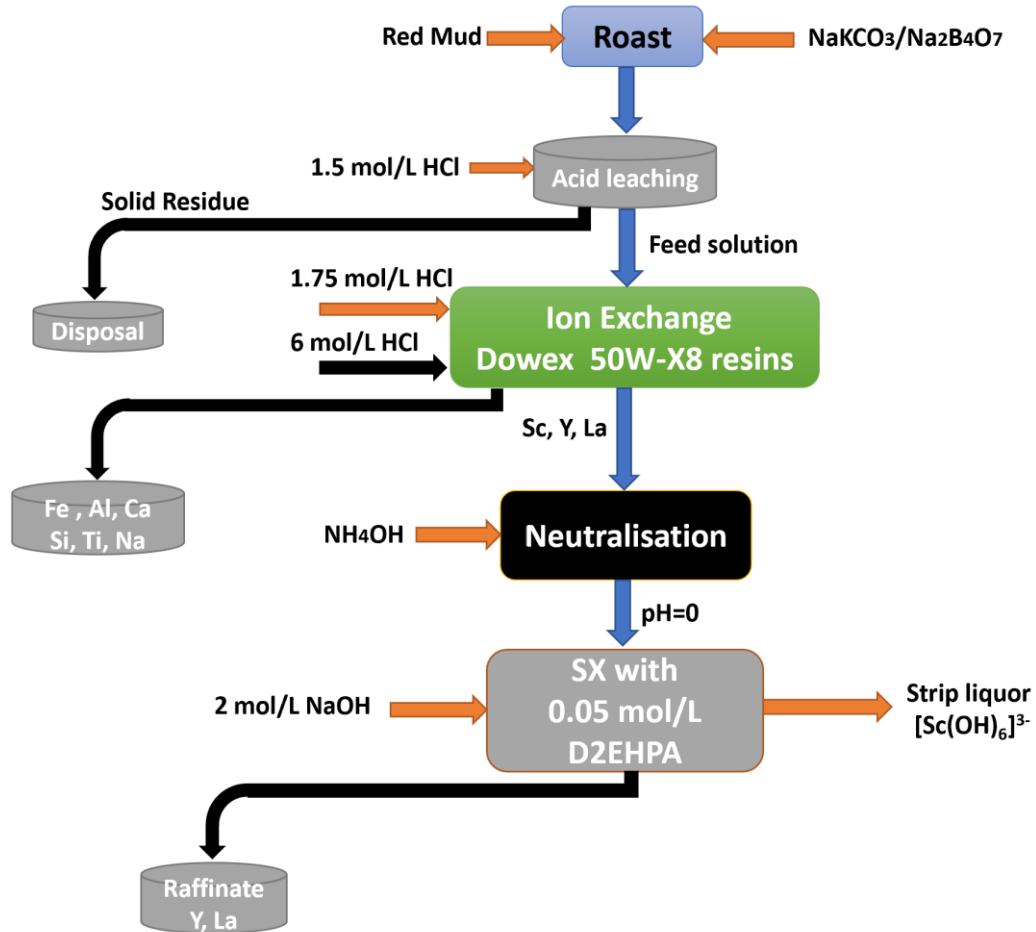 Red Mud
Roast
NaKCO₃/Na₂B₄O₇
1.5 mol/L HCl
Acid leaching
Solid Residue
Feed solution
Disposal
1.75 mol/L HCl
6 mol/L HCl
Ion Exchange
Dowex 50W-X8 resins
Sc, Y, La
Fe , Al, Ca
Si, Ti, Na
NH₄OH
Neutralisation
pH=0
2 mol/L NaOH
SX with
0.05 mol/L
D2EHPA
Strip liquor
[Sc(OH)₆]³⁻
Raffinate
Y, La